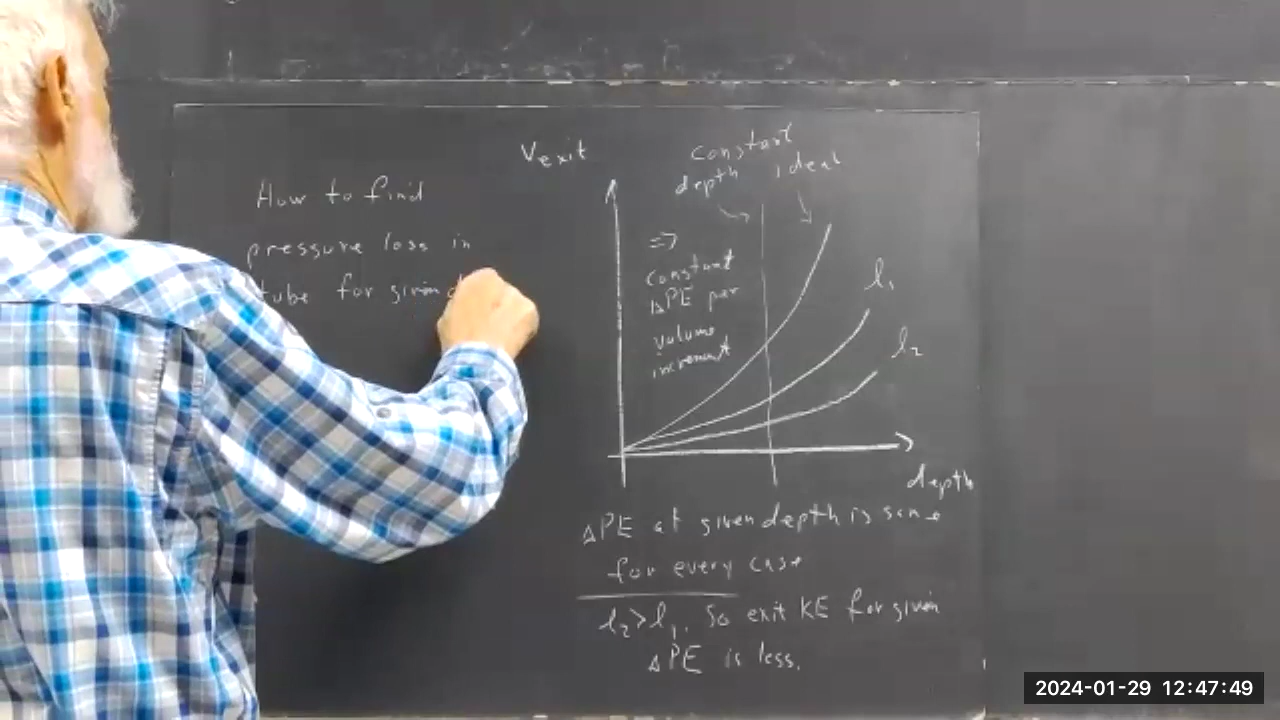 How to find
pressure loss in
tube for given d
Vexit
constant
depth
ideal
=>
constant
ΔPE per
volume
increment
l₁
l₂
depth
ΔPE at given depth is same
for every case
l₂>l₁. So exit KE for given
ΔPE is less.
2024-01-29 12:47:49